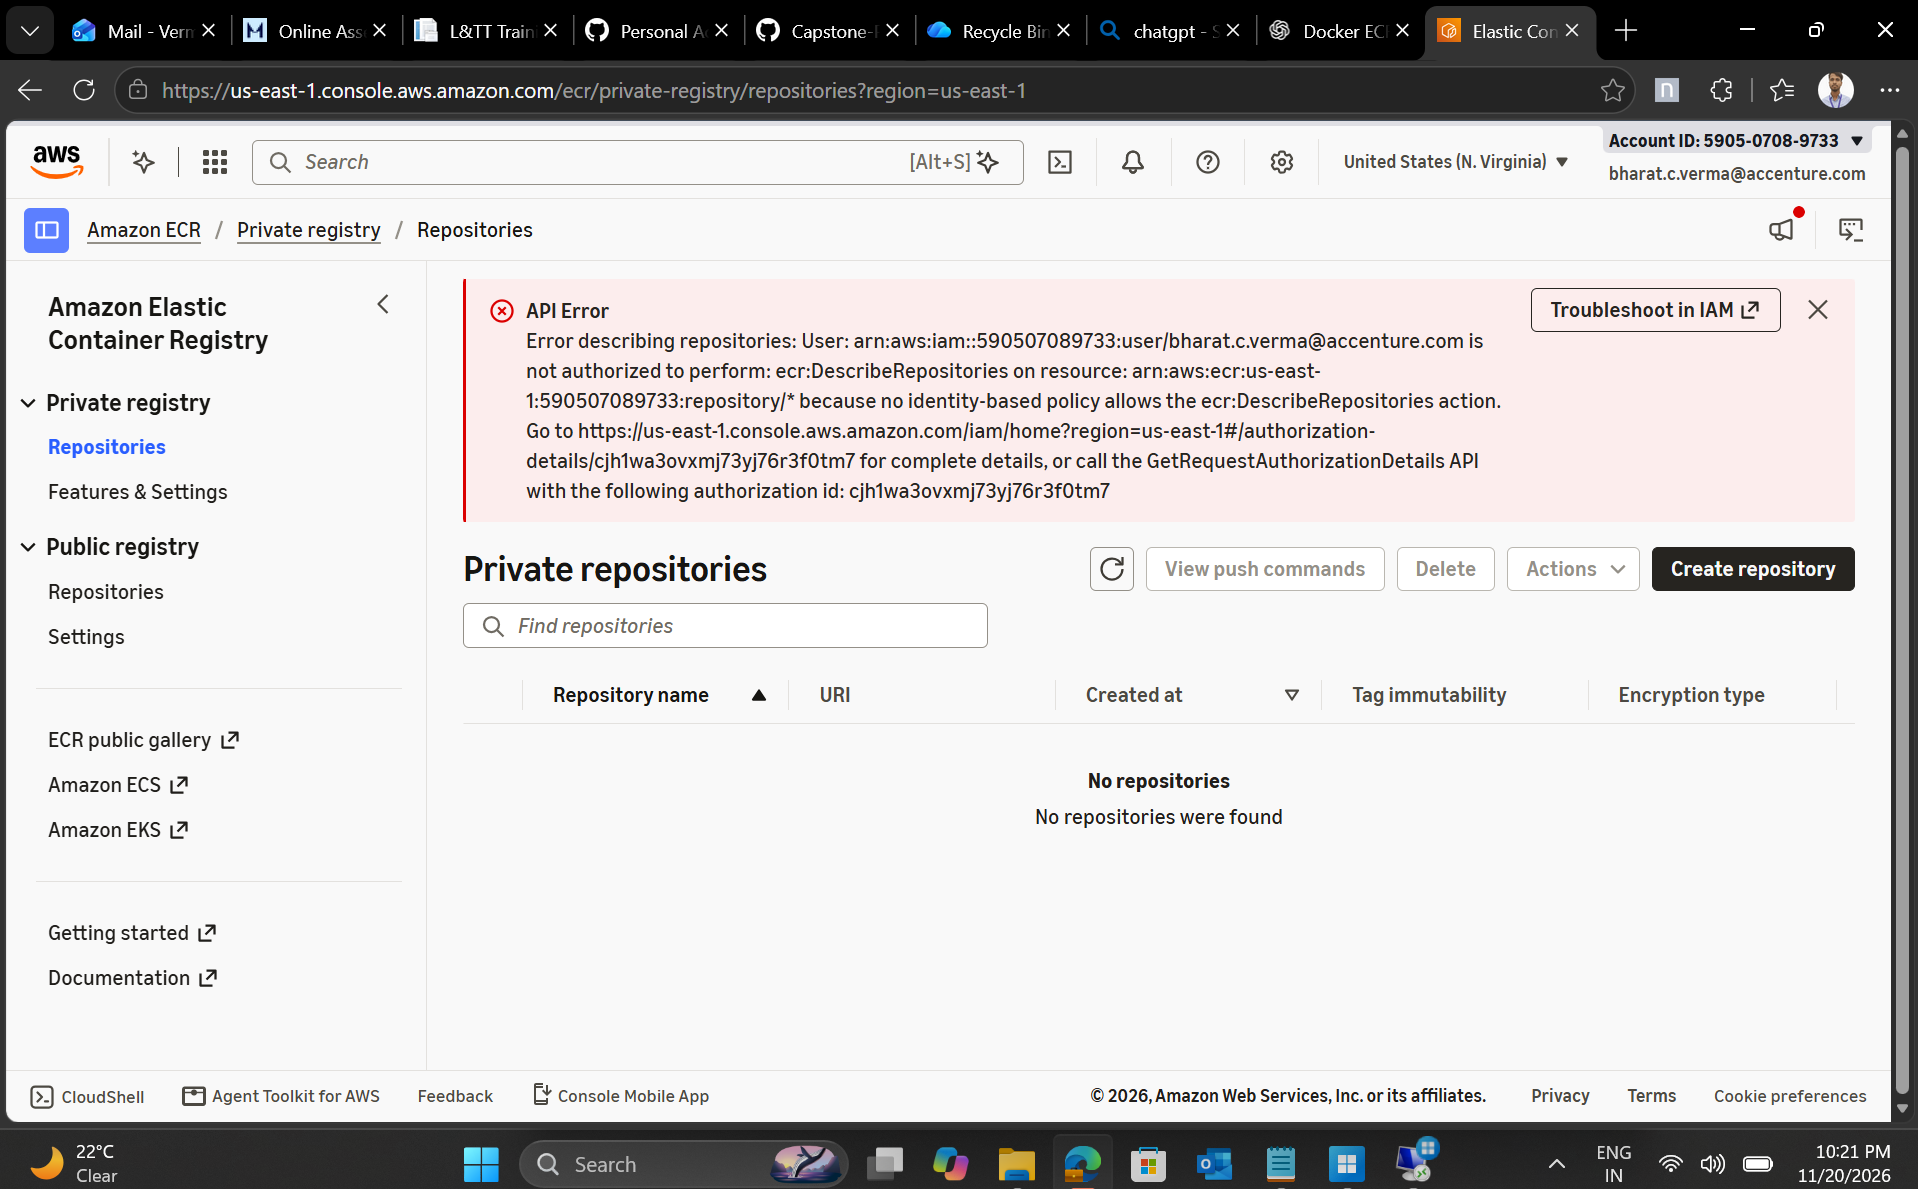 Mail - Verm
Online Ass
L&TT Train
Personal A
Capstone-P
Recycle Bin
chatgpt - S
Docker ECR
Elastic Con
https://us-east-1.console.aws.amazon.com/ecr/private-registry/repositories?region=us-east-1
aws
Search
[Alt+S]
United States (N. Virginia)
Account ID: 5905-0708-9733
bharat.c.verma@accenture.com
Amazon ECR / Private registry / Repositories
Amazon Elastic
Container Registry
Private registry
Repositories
Features & Settings
Public registry
Repositories
Settings
ECR public gallery
Amazon ECS
Amazon EKS
Getting started
Documentation
API Error
Error describing repositories: User: arn:aws:iam::590507089733:user/bharat.c.verma@accenture.com is
not authorized to perform: ecr:DescribeRepositories on resource: arn:aws:ecr:us-east-
1:590507089733:repository/* because no identity-based policy allows the ecr:DescribeRepositories action.
Go to https://us-east-1.console.aws.amazon.com/iam/home?region=us-east-1#/authorization-
details/cjh1wa3ovxmj73yj76r3f0tm7 for complete details, or call the GetRequestAuthorizationDetails API
with the following authorization id: cjh1wa3ovxmj73yj76r3f0tm7
Troubleshoot in IAM
Private repositories
View push commands
Delete
Actions
Create repository
Find repositories
Repository name
URI
Created at
Tag immutability
Encryption type
No repositories
No repositories were found
CloudShell
Agent Toolkit for AWS
Feedback
Console Mobile App
© 2026, Amazon Web Services, Inc. or its affiliates.
Privacy
Terms
Cookie preferences
22°C
Clear
Search
ENG
IN
10:21 PM
11/20/2026